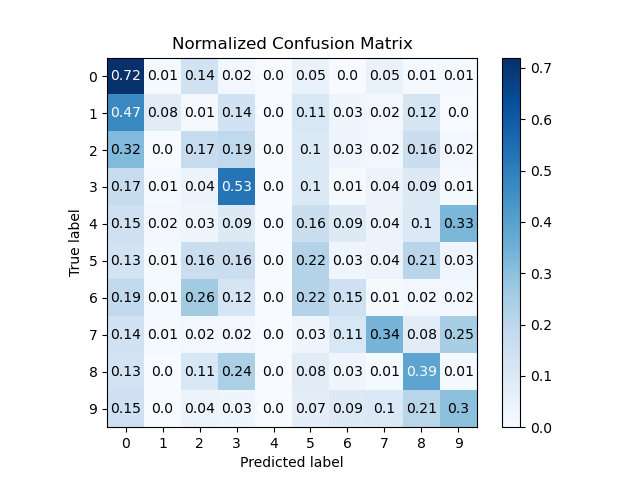 Normalized Confusion Matrix
0 0.72 0.01 0.14 0.02 0.0 0.05 0.0 0.05 0.01 0.01
1 0.47 0.08 0.01 0.14 0.0 0.11 0.03 0.02 0.12 0.0
2 0.32 0.0 0.17 0.19 0.0 0.1 0.03 0.02 0.16 0.02
3 0.17 0.01 0.04 0.53 0.0 0.1 0.01 0.04 0.09 0.01
4 0.15 0.02 0.03 0.09 0.0 0.16 0.09 0.04 0.1 0.33
5 0.13 0.01 0.16 0.16 0.0 0.22 0.03 0.04 0.21 0.03
6 0.19 0.01 0.26 0.12 0.0 0.22 0.15 0.01 0.02 0.02
7 0.14 0.01 0.02 0.02 0.0 0.03 0.11 0.34 0.08 0.25
8 0.13 0.0 0.11 0.24 0.0 0.08 0.03 0.01 0.39 0.01
9 0.15 0.0 0.04 0.03 0.0 0.07 0.09 0.1 0.21 0.3
0 1 2 3 4 5 6 7 8 9
Predicted label
True label
0.7
0.6
0.5
0.4
0.3
0.2
0.1
0.0